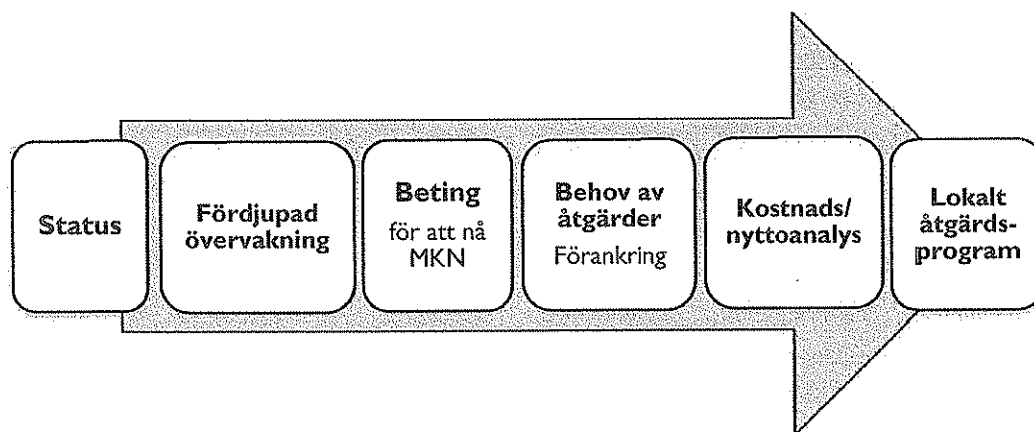 Status
Fördjupad
övervakning
Beting
för att nå
MKN
Behov av
åtgärder
Förankring
Kostnads/
nyttoanalys
Lokalt
åtgärds-
program